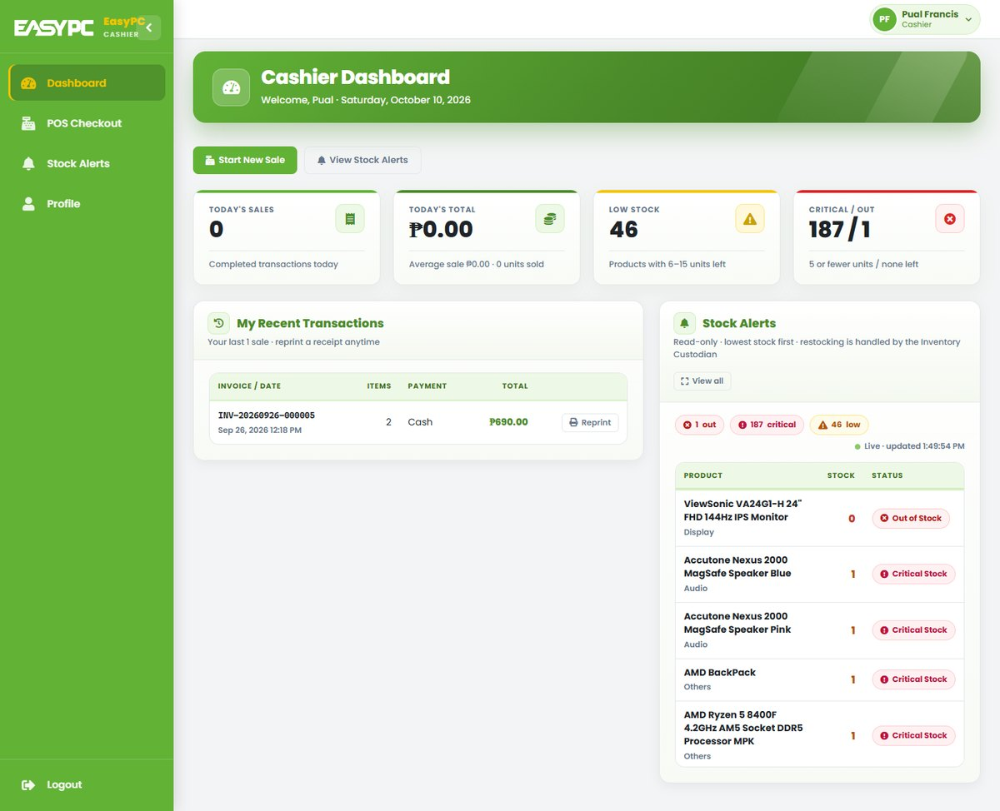 EASYPC
EasyPC
CASHIER
Dashboard
POS Checkout
Stock Alerts
Profile
Logout
PF
Pual Francis
Cashier
Cashier Dashboard
Welcome, Pual · Saturday, October 10, 2026
Start New Sale
View Stock Alerts
TODAY'S SALES
0
Completed transactions today
TODAY'S TOTAL
₱0.00
Average sale ₱0.00 · 0 units sold
LOW STOCK
46
Products with 6–15 units left
CRITICAL / OUT
187 / 1
5 or fewer units / none left
My Recent Transactions
Your last 1 sale · reprint a receipt anytime
INVOICE / DATE ITEMS PAYMENT TOTAL
INV-20260926-000005
Sep 26, 2026 12:18 PM
2 Cash ₱690.00 Reprint
Stock Alerts
Read-only · lowest stock first · restocking is handled by the Inventory
Custodian
View all
1 out 187 critical 46 low
Live · updated 1:49:54 PM
PRODUCT STOCK STATUS
ViewSonic VA24G1-H 24"
FHD 144Hz IPS Monitor
Display
0 Out of Stock
Accutone Nexus 2000
MagSafe Speaker Blue
Audio
1 Critical Stock
Accutone Nexus 2000
MagSafe Speaker Pink
Audio
1 Critical Stock
AMD BackPack
Others
1 Critical Stock
AMD Ryzen 5 8400F
4.2GHz AM5 Socket DDR5
Processor MPK
Others
1 Critical Stock